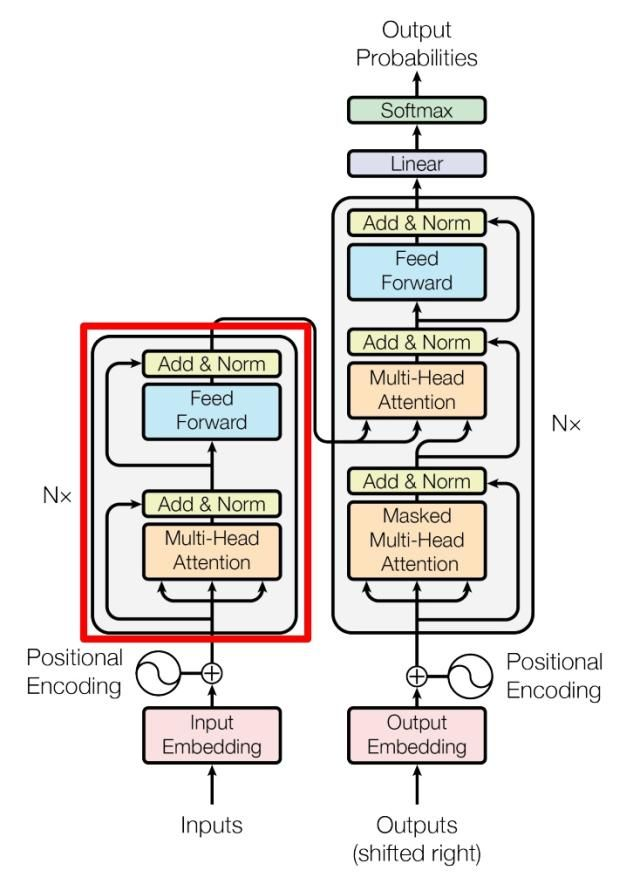 Output
Probabilities
Softmax
Linear
Add & Norm
Feed
Forward
Add & Norm
Multi-Head
Attention
Nx
Add & Norm
Masked
Multi-Head
Attention
Add & Norm
Feed
Forward
Nx
Add & Norm
Multi-Head
Attention
Positional
Encoding
Positional
Encoding
Input
Embedding
Output
Embedding
Inputs
Outputs
(shifted right)